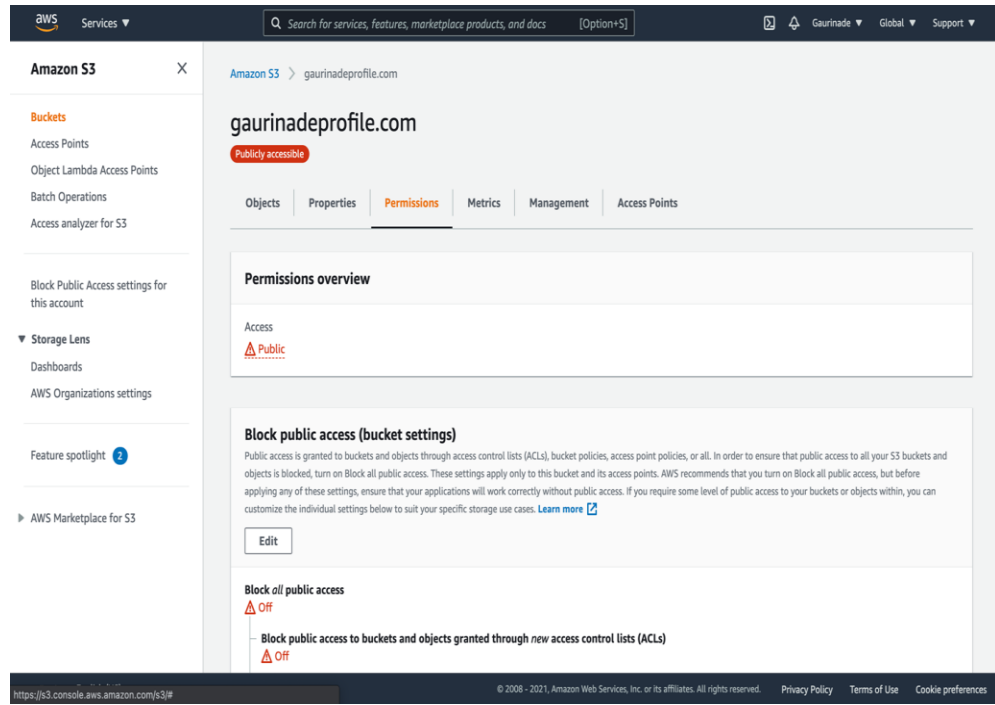 aws
Services ▼
Search for services, features, marketplace products, and docs [Option+S]
Gaurinade ▼
Global ▼
Support ▼
Amazon S3 X
Buckets
Access Points
Object Lambda Access Points
Batch Operations
Access analyzer for S3
Block Public Access settings for
this account
▼ Storage Lens
Dashboards
AWS Organizations settings
Feature spotlight 2
▶ AWS Marketplace for S3
Amazon S3 > gaurinadeprofile.com
gaurinadeprofile.com
Publicly accessible
Objects
Properties
Permissions
Metrics
Management
Access Points
Permissions overview
Access
Public
Block public access (bucket settings)
Public access is granted to buckets and objects through access control lists (ACLs), bucket policies, access point policies, or all. In order to ensure that public access to all your S3 buckets and
objects is blocked, turn on Block all public access. These settings apply only to this bucket and its access points. AWS recommends that you turn on Block all public access, but before
applying any of these settings, ensure that your applications will work correctly without public access. If you require some level of public access to your buckets or objects within, you can
customize the individual settings below to suit your specific storage use cases. Learn more
Edit
Block all public access
Off
Block public access to buckets and objects granted through new access control lists (ACLs)
Off
https://s3.console.aws.amazon.com/s3/#
© 2008 - 2021, Amazon Web Services, Inc. or its affiliates. All rights reserved.
Privacy Policy
Terms of Use
Cookie preferences